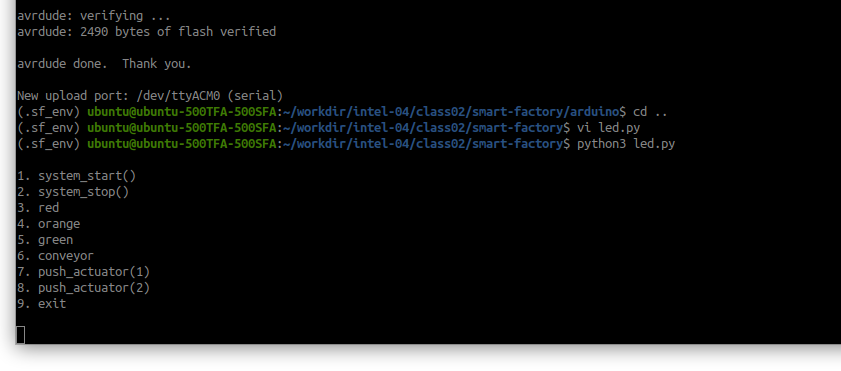 avrdude: verifying ...
avrdude: 2490 bytes of flash verified
avrdude done.  Thank you.
New upload port: /dev/ttyACM0 (serial)
(.sf_env) ubuntu@ubuntu-500TFA-500SFA:~/workdir/intel-04/class02/smart-factory/arduino$ cd ..
(.sf_env) ubuntu@ubuntu-500TFA-500SFA:~/workdir/intel-04/class02/smart-factory$ vi led.py
(.sf_env) ubuntu@ubuntu-500TFA-500SFA:~/workdir/intel-04/class02/smart-factory$ python3 led.py
1. system_start()
2. system_stop()
3. red
4. orange
5. green
6. conveyor
7. push_actuator(1)
8. push_actuator(2)
9. exit